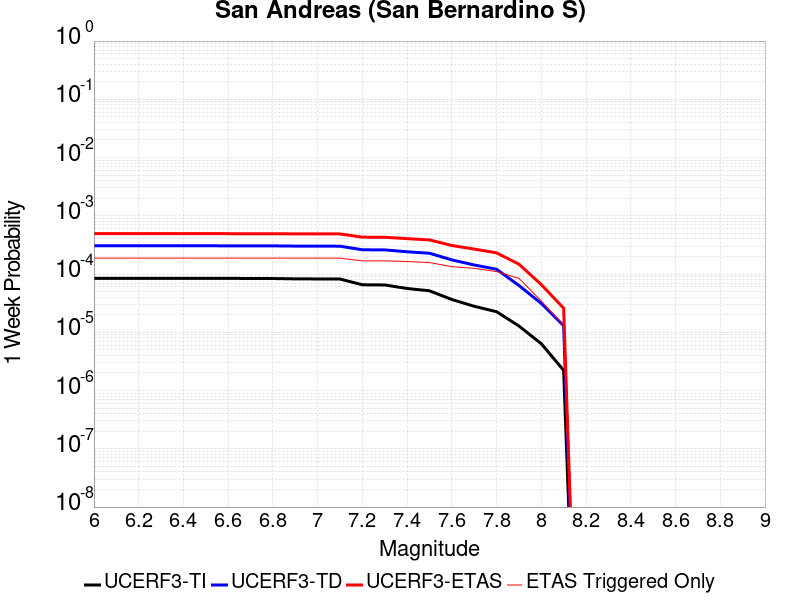 San Andreas (San Bernardino S)
10^0
10^-1
10^-2
10^-3
10^-4
10^-5
10^-6
10^-7
10^-8
1 Week Probability
6 6.2 6.4 6.6 6.8 7 7.2 7.4 7.6 7.8 8 8.2 8.4 8.6 8.8 9
Magnitude
UCERF3-TI UCERF3-TD UCERF3-ETAS ETAS Triggered Only